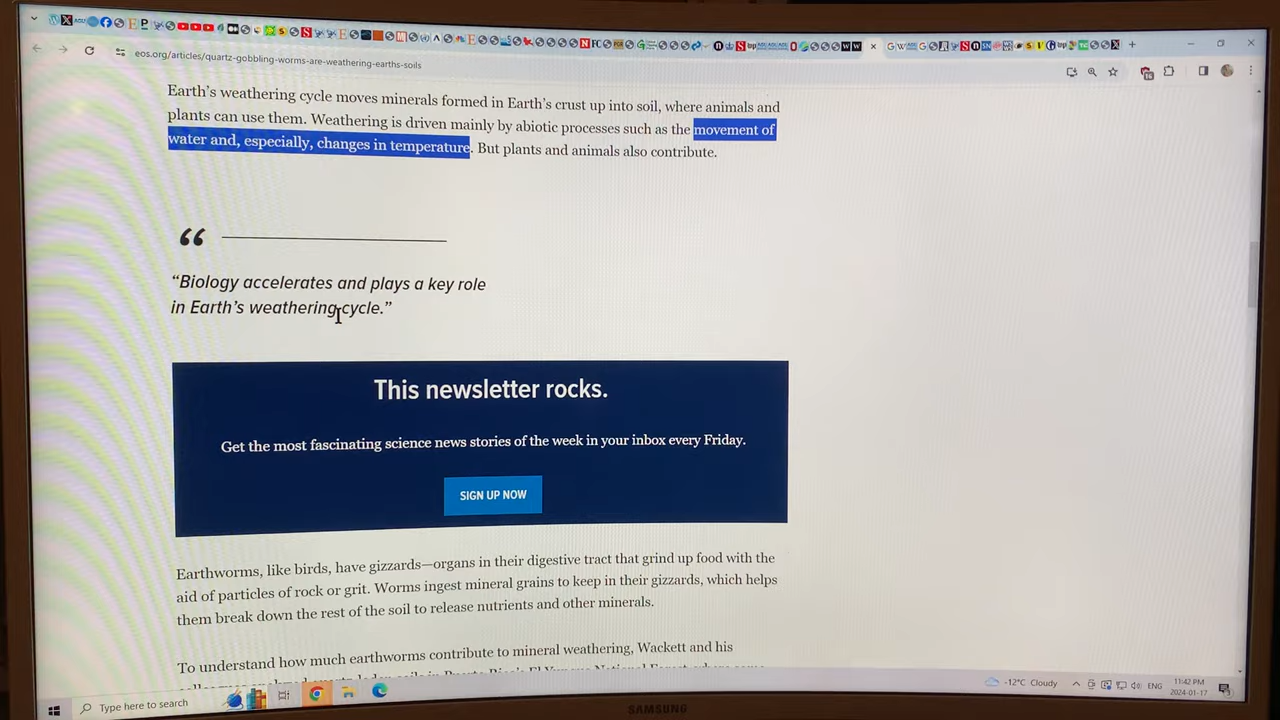 eos.org/articles/quartz-gobbling-worms-are-weathering-earths-soils
Earth's weathering cycle moves minerals formed in Earth's crust up into soil, where animals and
plants can use them. Weathering is driven mainly by abiotic processes such as the movement of
water and, especially, changes in temperature. But plants and animals also contribute.
“
“Biology accelerates and plays a key role
in Earth's weathering cycle.”
This newsletter rocks.
Get the most fascinating science news stories of the week in your inbox every Friday.
SIGN UP NOW
Earthworms, like birds, have gizzards—organs in their digestive tract that grind up food with the
aid of particles of rock or grit. Worms ingest mineral grains to keep in their gizzards, which helps
them break down the rest of the soil to release nutrients and other minerals.
To understand how much earthworms contribute to mineral weathering, Wackett and his
Type here to search
-12°C Cloudy
ENG
11:42 PM
2024-01-17
SAMSUNG